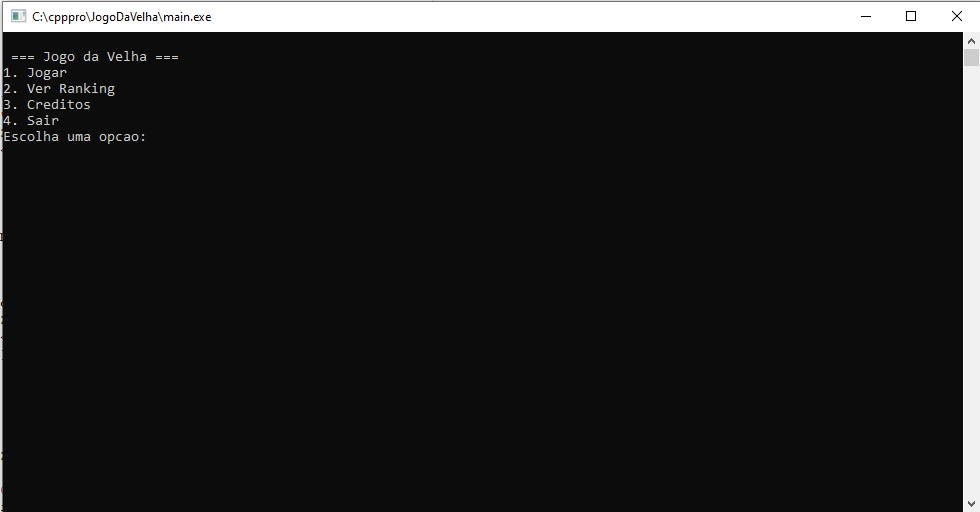 C:\cpppro\JogoDaVelha\main.exe
=== Jogo da Velha ===
1. Jogar
2. Ver Ranking
3. Creditos
4. Sair
Escolha uma opcao: